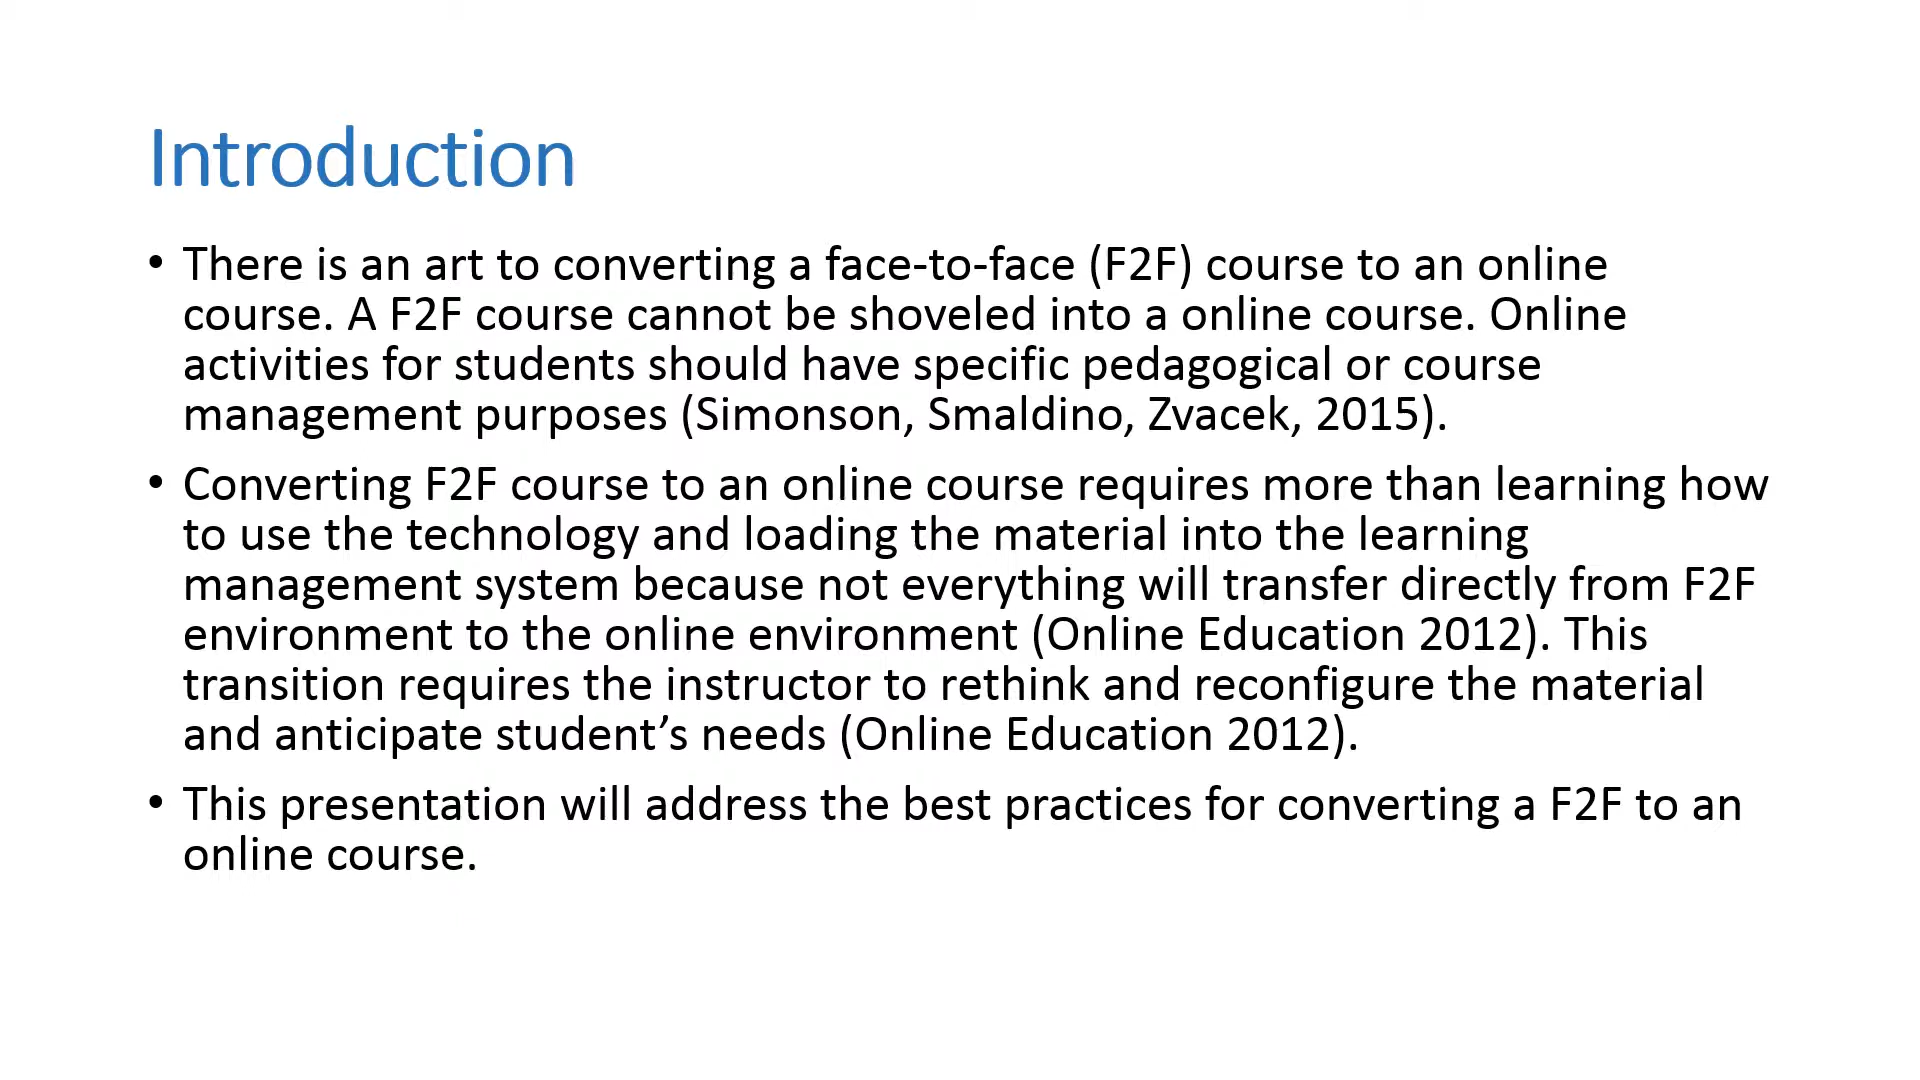 Introduction
• There is an art to converting a face-to-face (F2F) course to an online
course. A F2F course cannot be shoveled into a online course. Online
activities for students should have specific pedagogical or course
management purposes (Simonson, Smaldino, Zvacek, 2015).
• Converting F2F course to an online course requires more than learning how
to use the technology and loading the material into the learning
management system because not everything will transfer directly from F2F
environment to the online environment (Online Education 2012). This
transition requires the instructor to rethink and reconfigure the material
and anticipate student’s needs (Online Education 2012).
• This presentation will address the best practices for converting a F2F to an
online course.